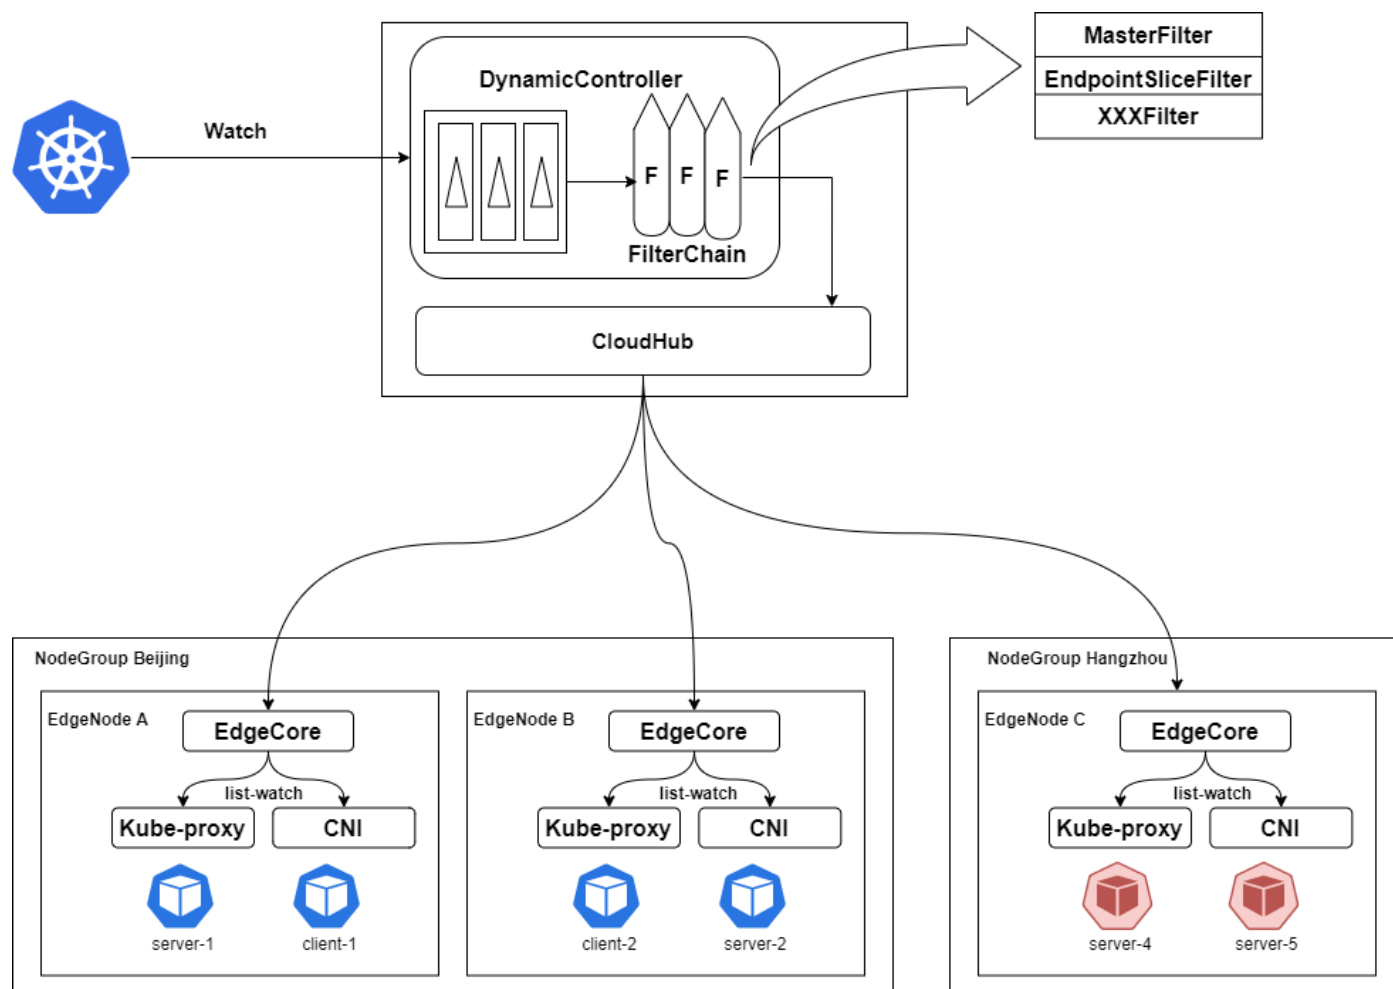 MasterFilter
EndpointSliceFilter
XXXFilter
DynamicController
Watch
F F F
FilterChain
CloudHub
NodeGroup Beijing
NodeGroup Hangzhou
EdgeNode A
EdgeCore
list-watch
Kube-proxy
CNI
server-1
client-1
EdgeNode B
EdgeCore
list-watch
Kube-proxy
CNI
client-2
server-2
EdgeNode C
EdgeCore
list-watch
Kube-proxy
CNI
server-4
server-5